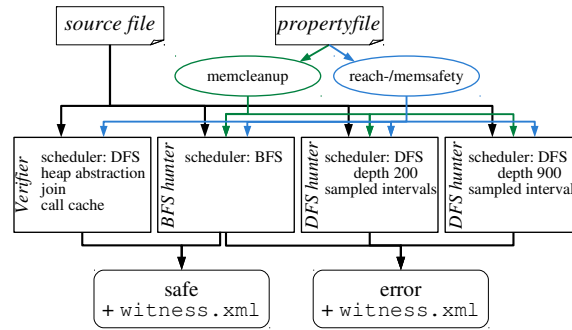 source file
propertyfile
memcleanup
reach-/memsafety
Verifier
scheduler: DFS
heap abstraction
join
call cache
BFS hunter
scheduler: BFS
DFS hunter
scheduler: DFS
depth 200
sampled intervals
DFS hunter
scheduler: DFS
depth 900
sampled intervals
safe
+ witness.xml
error
+ witness.xml